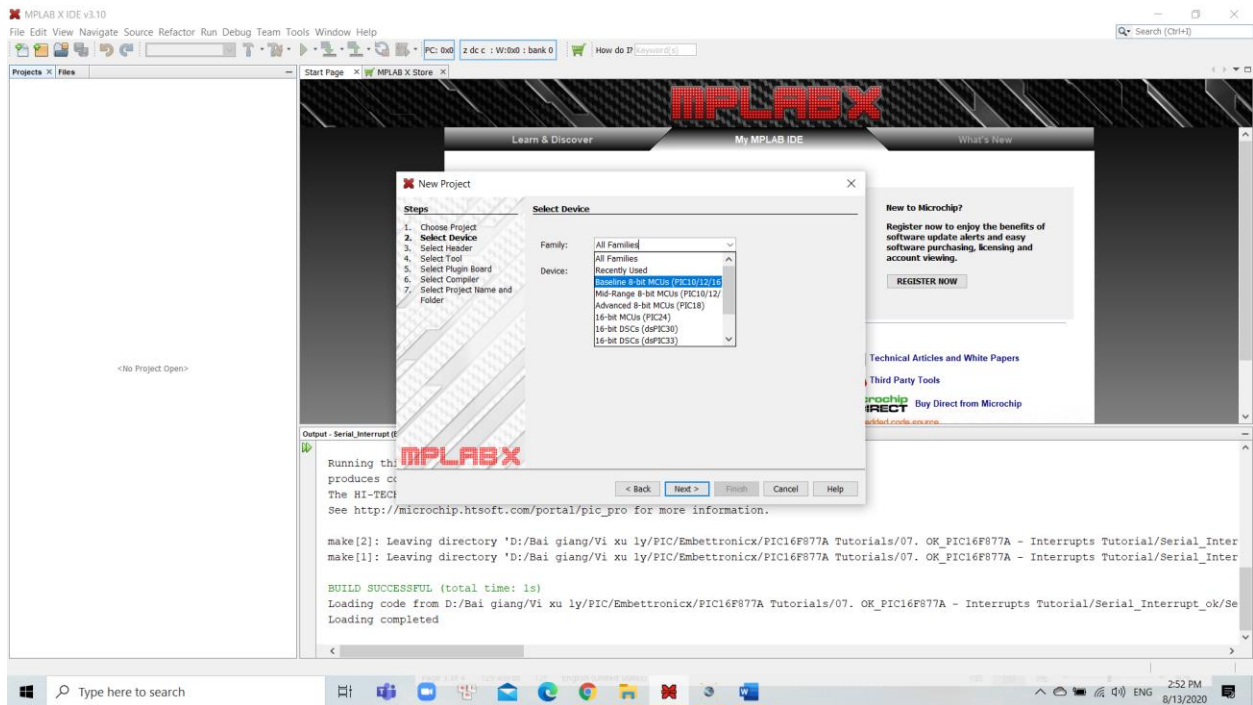 MPLAB X IDE v3.10
File Edit View Navigate Source Refactor Run Debug Team Tools Window Help
Search (Ctrl+I)
PC: 0x0 z dc c : W:0x0 : bank 0 How do I? Keyword(s)
Projects Files
Start Page MPLAB X Store
MPLABX
Learn & Discover My MPLAB IDE What's New
New Project
Steps
1. Choose Project
2. Select Device
3. Select Header
4. Select Tool
5. Select Plugin Board
6. Select Compiler
7. Select Project Name and
Folder
MPLABX
Select Device
Family: All Families
Device:
All Families
Recently Used
Baseline 8-bit MCUs (PIC10/12/16
Mid-Range 8-bit MCUs (PIC10/12/
Advanced 8-bit MCUs (PIC18)
16-bit MCUs (PIC24)
16-bit DSCs (dsPIC30)
16-bit DSCs (dsPIC33)
< Back Next > Finish Cancel Help
New to Microchip?
Register now to enjoy the benefits of
software update alerts and easy
software purchasing, licensing and
account viewing.
REGISTER NOW
Technical Articles and White Papers
Third Party Tools
Buy Direct from Microchip
<No Project Open>
Output - Serial_Interrupt
Running
produces
The HI-TECH
See http://microchip.htsoft.com/portal/pic_pro for more information.
make[2]: Leaving directory 'D:/Bai giang/Vi xu ly/PIC/Embettronicx/PIC16F877A Tutorials/07. OK_PIC16F877A - Interrupts Tutorial/Serial_Inter
make[1]: Leaving directory 'D:/Bai giang/Vi xu ly/PIC/Embettronicx/PIC16F877A Tutorials/07. OK_PIC16F877A - Interrupts Tutorial/Serial_Inter
BUILD SUCCESSFUL (total time: 1s)
Loading code from D:/Bai giang/Vi xu ly/PIC/Embettronicx/PIC16F877A Tutorials/07. OK_PIC16F877A - Interrupts Tutorial/Serial_Interrupt_ok/Se
Loading completed
Type here to search
ENG
2:52 PM
8/13/2020